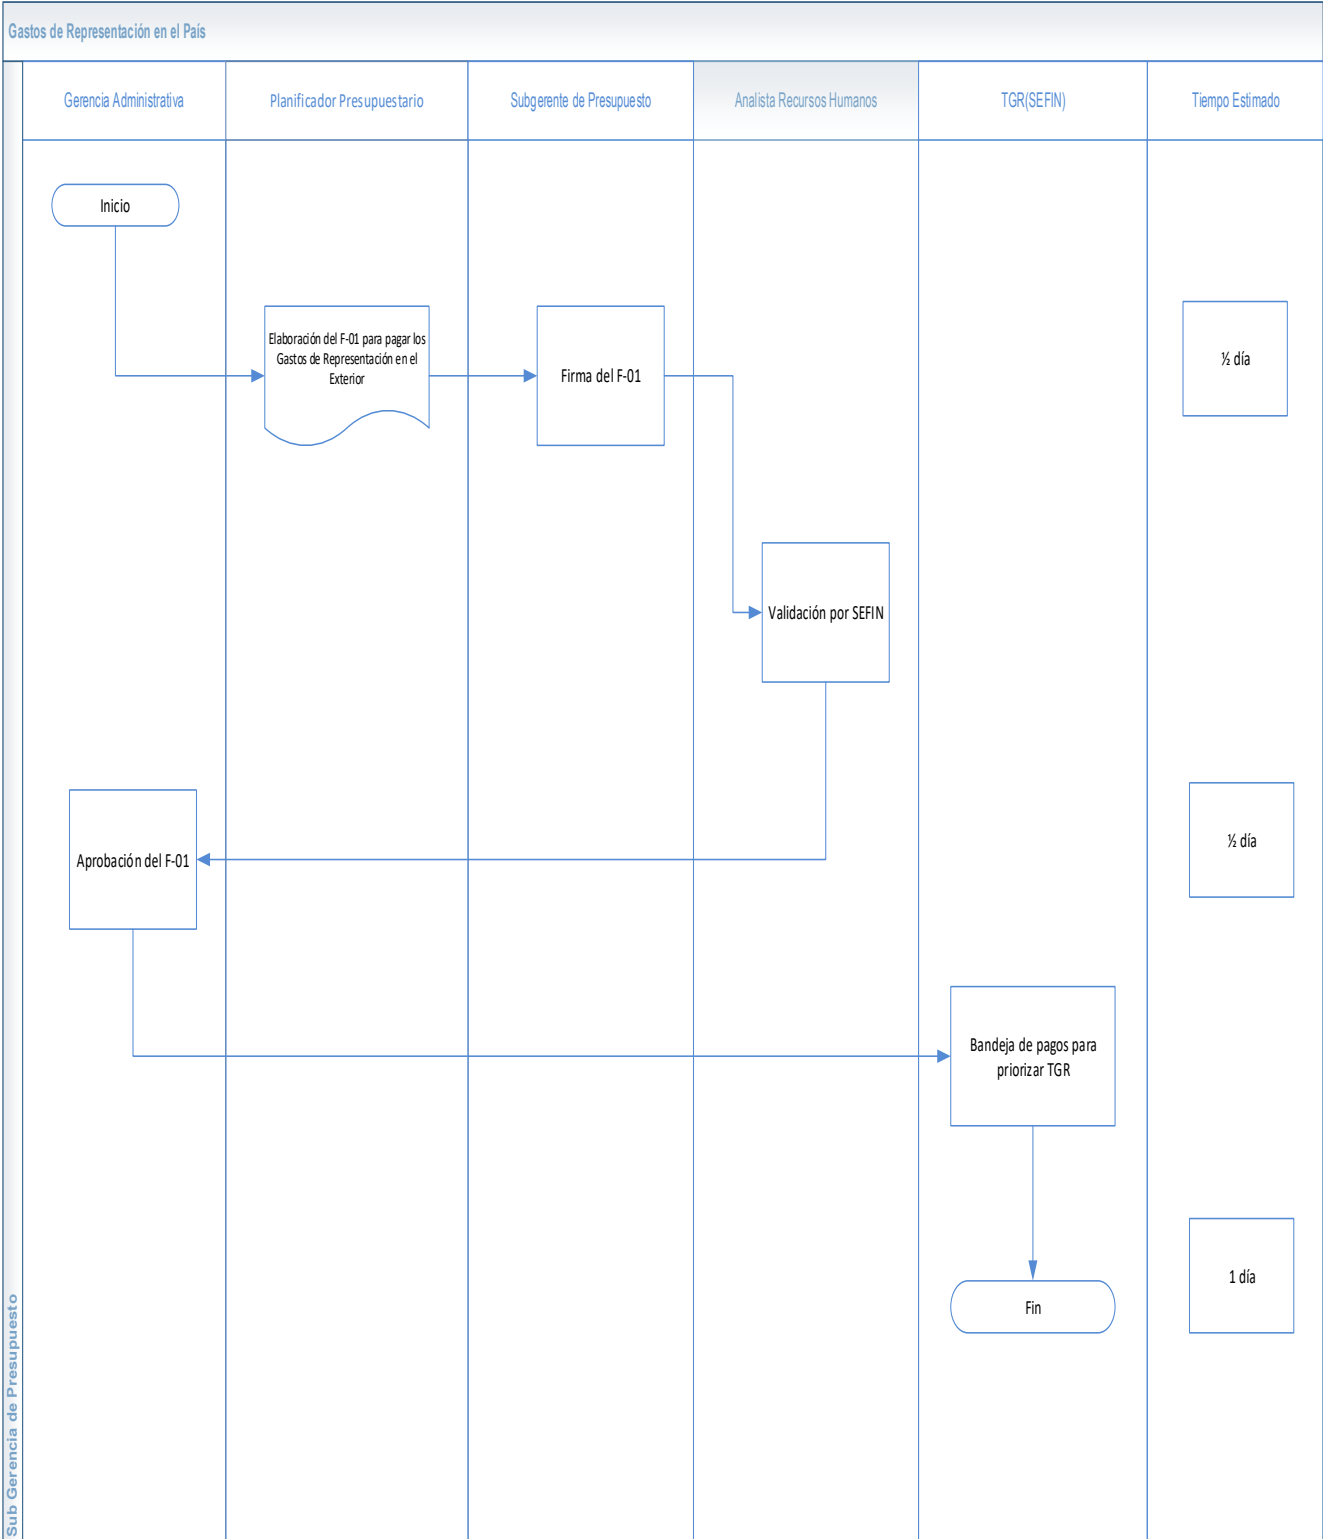 Gastos de Representación en el País
Gerencia Administrativa
Planificador Presupuestario
Subgerente de Presupuesto
Analista Recursos Humanos
TGR(SEFIN)
Tiempo Estimado
Inicio
Elaboración del F-01 para pagar los
Gastos de Representación en el
Exterior
Firma del F-01
½ día
Validación por SEFIN
Aprobación del F-01
½ día
Bandeja de pagos para
priorizar TGR
1 día
Fin
Sub Gerencia de Presupuesto